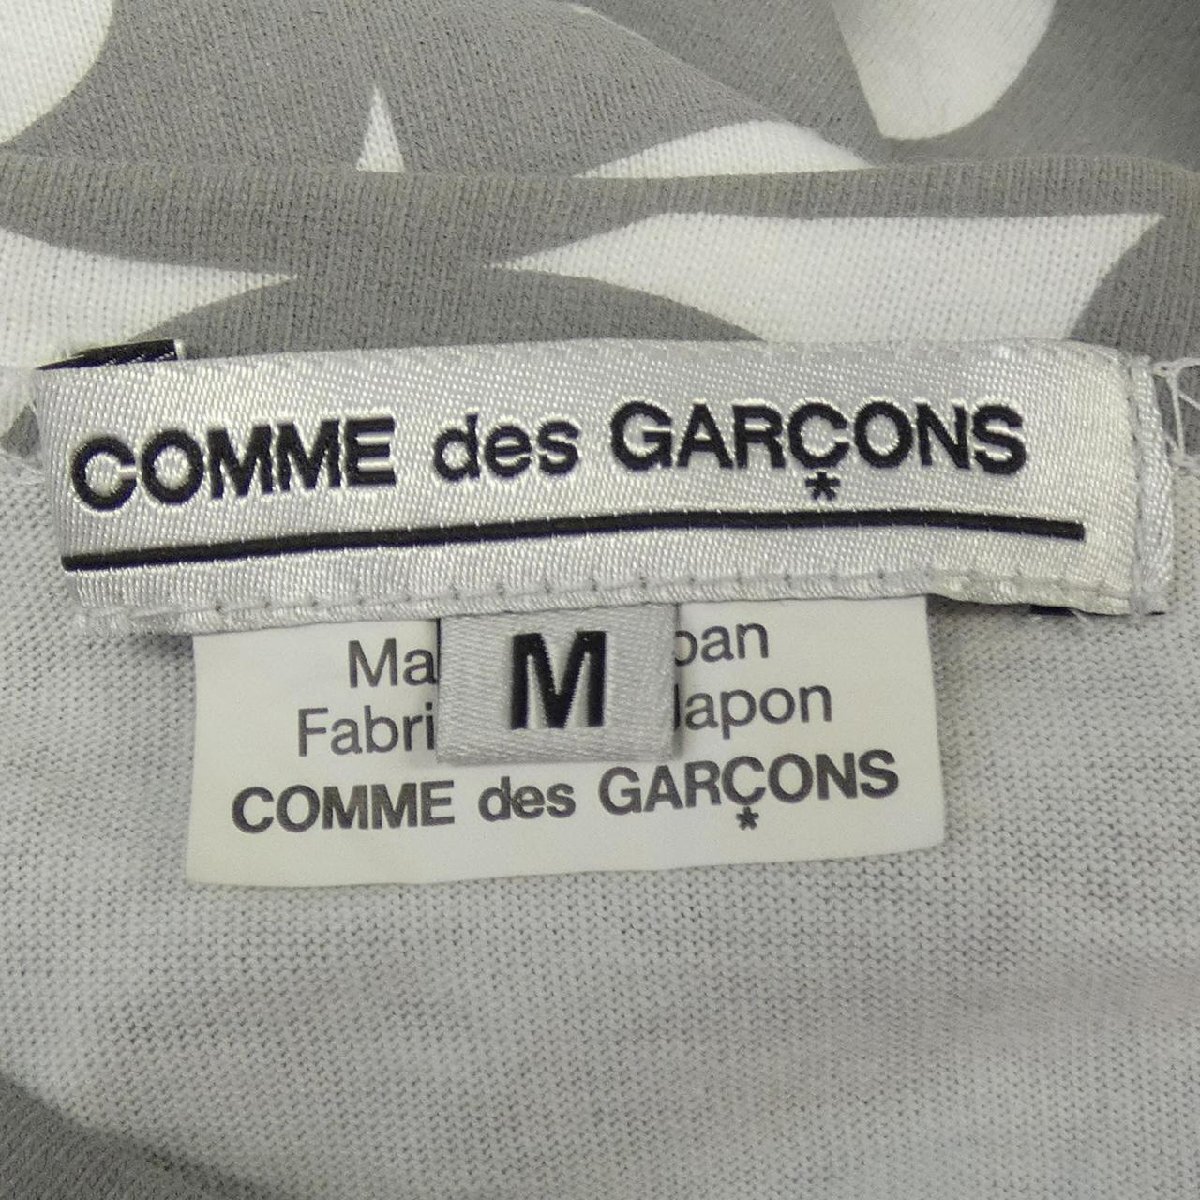 COMME des GARÇONS
M
Ma pan
Fabri Japon
COMME des GARÇONS